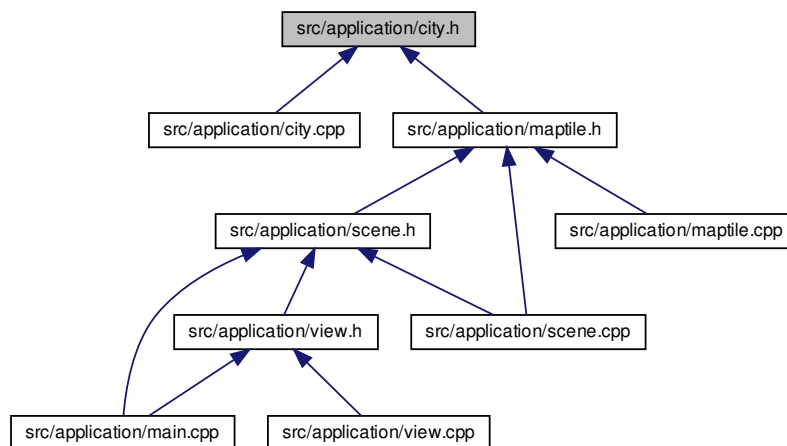 src/application/city.h
src/application/city.cpp
src/application/maptile.h
src/application/scene.h
src/application/maptile.cpp
src/application/view.h
src/application/scene.cpp
src/application/main.cpp
src/application/view.cpp